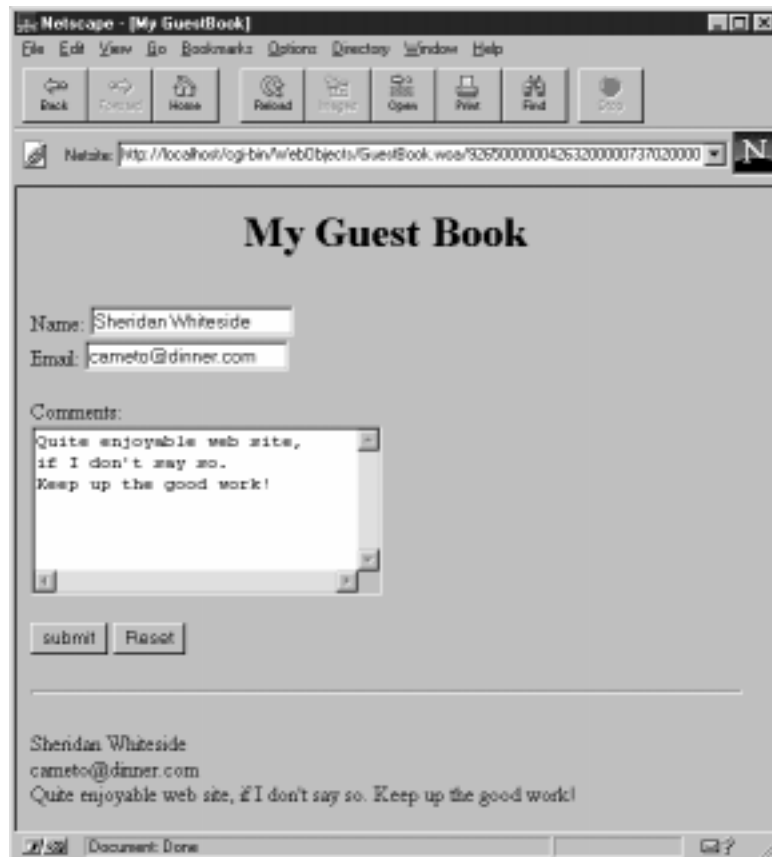 Netscape - [My GuestBook]
File Edit View Go Bookmarks Options Directory Window Help
Back Forward Home Reload Images Open Print Find Stop
Netsite: http://localhost/cgi-bin/WebObjects/GuestBook.woa/
N
My Guest Book
Name: Sheridan Whiteside
Email: cameto@dinner.com
Comments:
Quite enjoyable web site,
if I don't say so.
Keep up the good work!
submit Reset
Sheridan Whiteside
cameto@dinner.com
Quite enjoyable web site, if I don't say so. Keep up the good work!
Document: Done